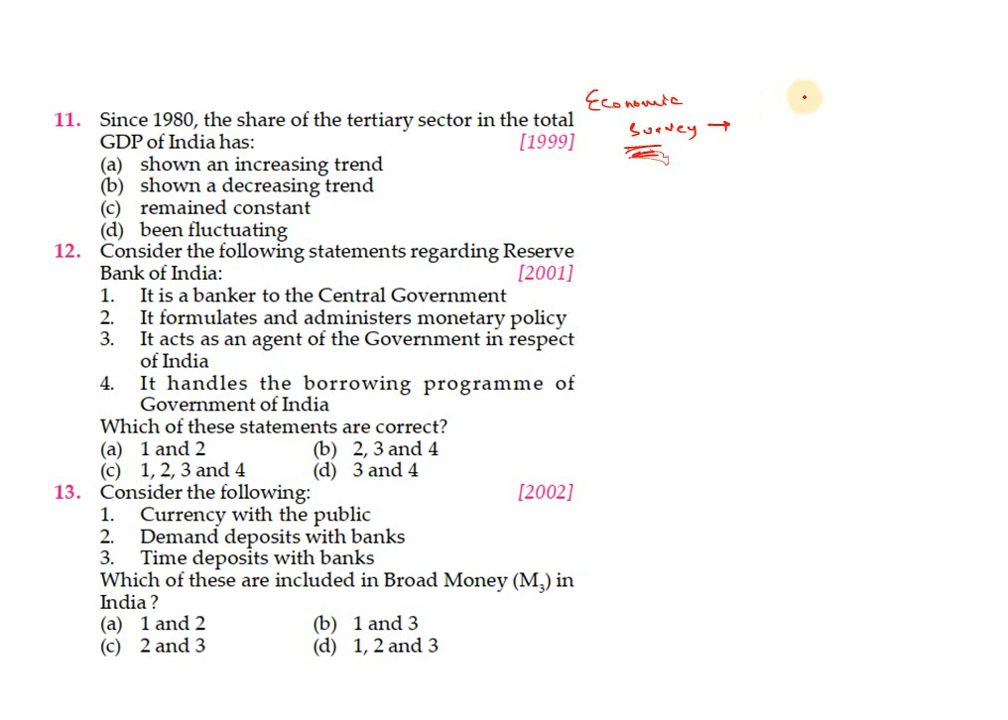 Economic
Survey →
11. Since 1980, the share of the tertiary sector in the total
GDP of India has: [1999]
(a) shown an increasing trend
(b) shown a decreasing trend
(c) remained constant
(d) been fluctuating
12. Consider the following statements regarding Reserve
Bank of India: [2001]
1. It is a banker to the Central Government
2. It formulates and administers monetary policy
3. It acts as an agent of the Government in respect
of India
4. It handles the borrowing programme of
Government of India
Which of these statements are correct?
(a) 1 and 2 (b) 2, 3 and 4
(c) 1, 2, 3 and 4 (d) 3 and 4
13. Consider the following: [2002]
1. Currency with the public
2. Demand deposits with banks
3. Time deposits with banks
Which of these are included in Broad Money (M₃) in
India ?
(a) 1 and 2 (b) 1 and 3
(c) 2 and 3 (d) 1, 2 and 3